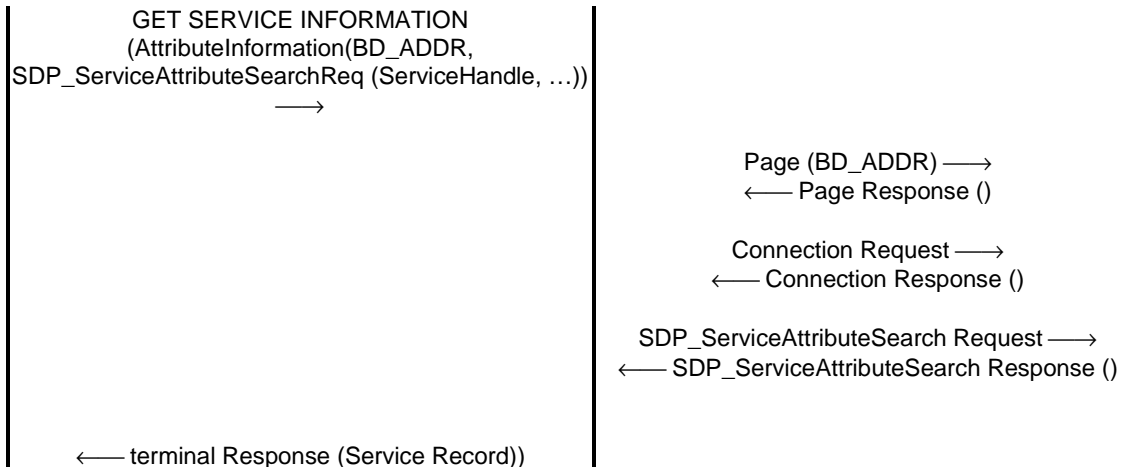 GET SERVICE INFORMATION
(AttributeInformation(BD_ADDR,
SDP_ServiceAttributeSearchReq (ServiceHandle, …))
⟶
Page (BD_ADDR) ⟶
⟵ Page Response ()
Connection Request ⟶
⟵ Connection Response ()
SDP_ServiceAttributeSearch Request ⟶
⟵ SDP_ServiceAttributeSearch Response ()
⟵ terminal Response (Service Record))